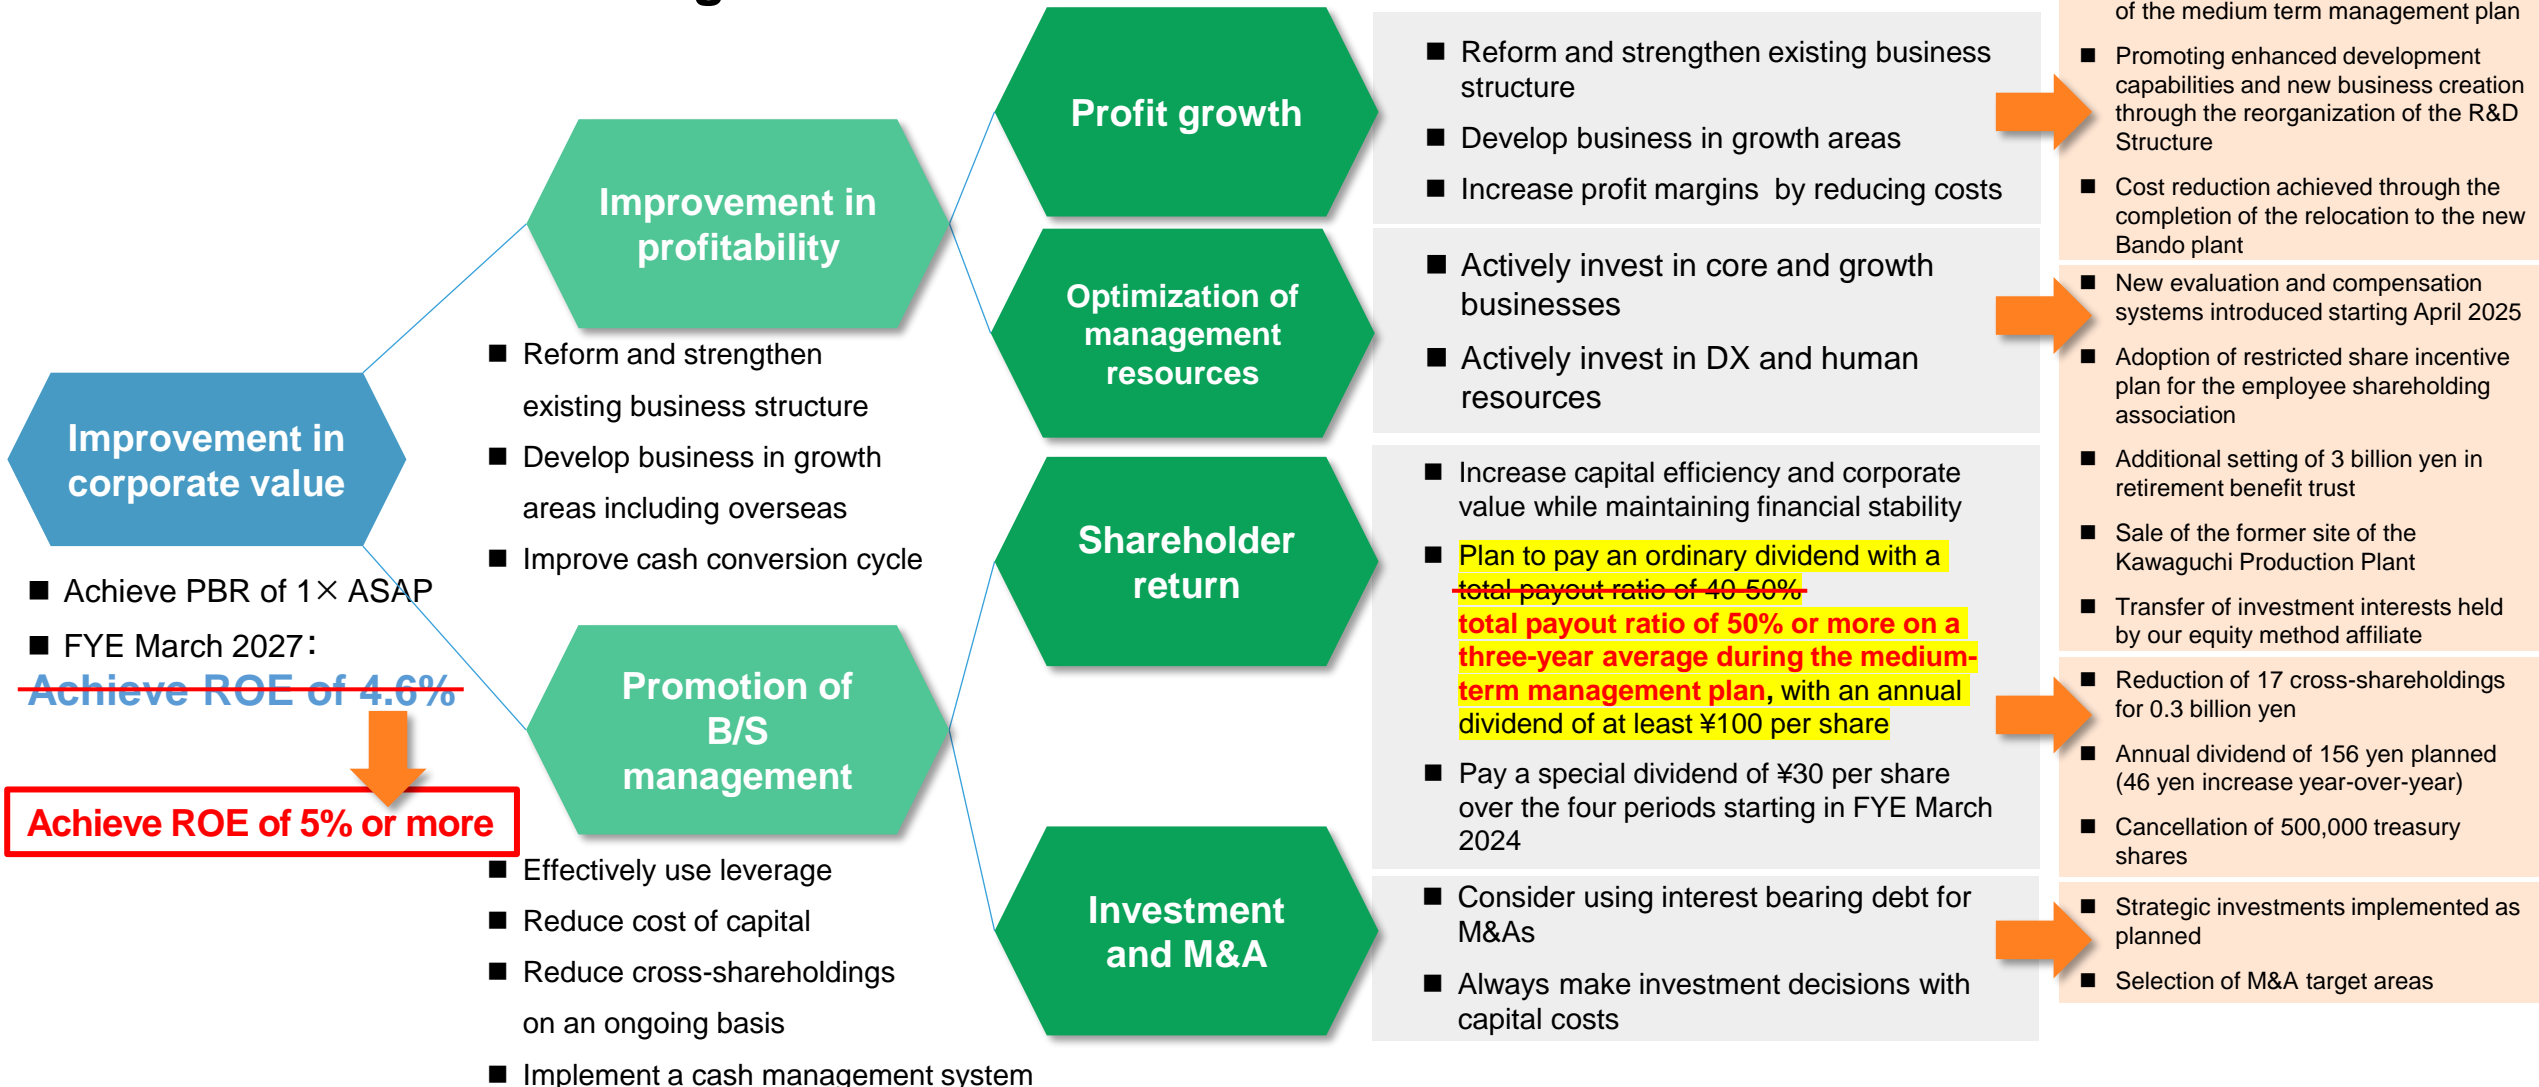 Improvement in
corporate value
■ Achieve PBR of 1× ASAP
■ FYE March 2027：
Achieve ROE of 4.6%
Achieve ROE of 5% or more
Improvement in
profitability
■ Reform and strengthen
existing business structure
■ Develop business in growth
areas including overseas
■ Improve cash conversion cycle
Promotion of
B/S
management
■ Effectively use leverage
■ Reduce cost of capital
■ Reduce cross-shareholdings
on an ongoing basis
■ Implement a cash management system
Profit growth
■ Reform and strengthen existing business
structure
■ Develop business in growth areas
■ Increase profit margins by reducing costs
of the medium term management plan
■ Promoting enhanced development
capabilities and new business creation
through the reorganization of the R&D
Structure
■ Cost reduction achieved through the
completion of the relocation to the new
Bando plant
Optimization of
management
resources
■ Actively invest in core and growth
businesses
■ Actively invest in DX and human
resources
■ New evaluation and compensation
systems introduced starting April 2025
■ Adoption of restricted share incentive
plan for the employee shareholding
association
■ Additional setting of 3 billion yen in
retirement benefit trust
■ Sale of the former site of the
Kawaguchi Production Plant
■ Transfer of investment interests held
by our equity method affiliate
Shareholder
return
■ Increase capital efficiency and corporate
value while maintaining financial stability
■ Plan to pay an ordinary dividend with a
total payout ratio of 40-50%
total payout ratio of 50% or more on a
three-year average during the medium-
term management plan, with an annual
dividend of at least ¥100 per share
■ Pay a special dividend of ¥30 per share
over the four periods starting in FYE March
2024
■ Reduction of 17 cross-shareholdings
for 0.3 billion yen
■ Annual dividend of 156 yen planned
(46 yen increase year-over-year)
■ Cancellation of 500,000 treasury
shares
Investment
and M&A
■ Consider using interest bearing debt for
M&As
■ Always make investment decisions with
capital costs
■ Strategic investments implemented as
planned
■ Selection of M&A target areas